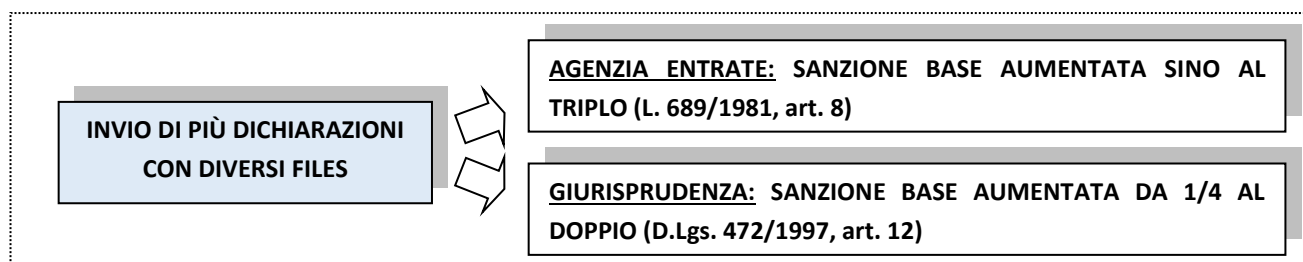 INVIO DI PIÙ DICHIARAZIONI
CON DIVERSI FILES
AGENZIA ENTRATE: SANZIONE BASE AUMENTATA SINO AL
TRIPLO (L. 689/1981, art. 8)
GIURISPRUDENZA: SANZIONE BASE AUMENTATA DA 1/4 AL
DOPPIO (D.Lgs. 472/1997, art. 12)